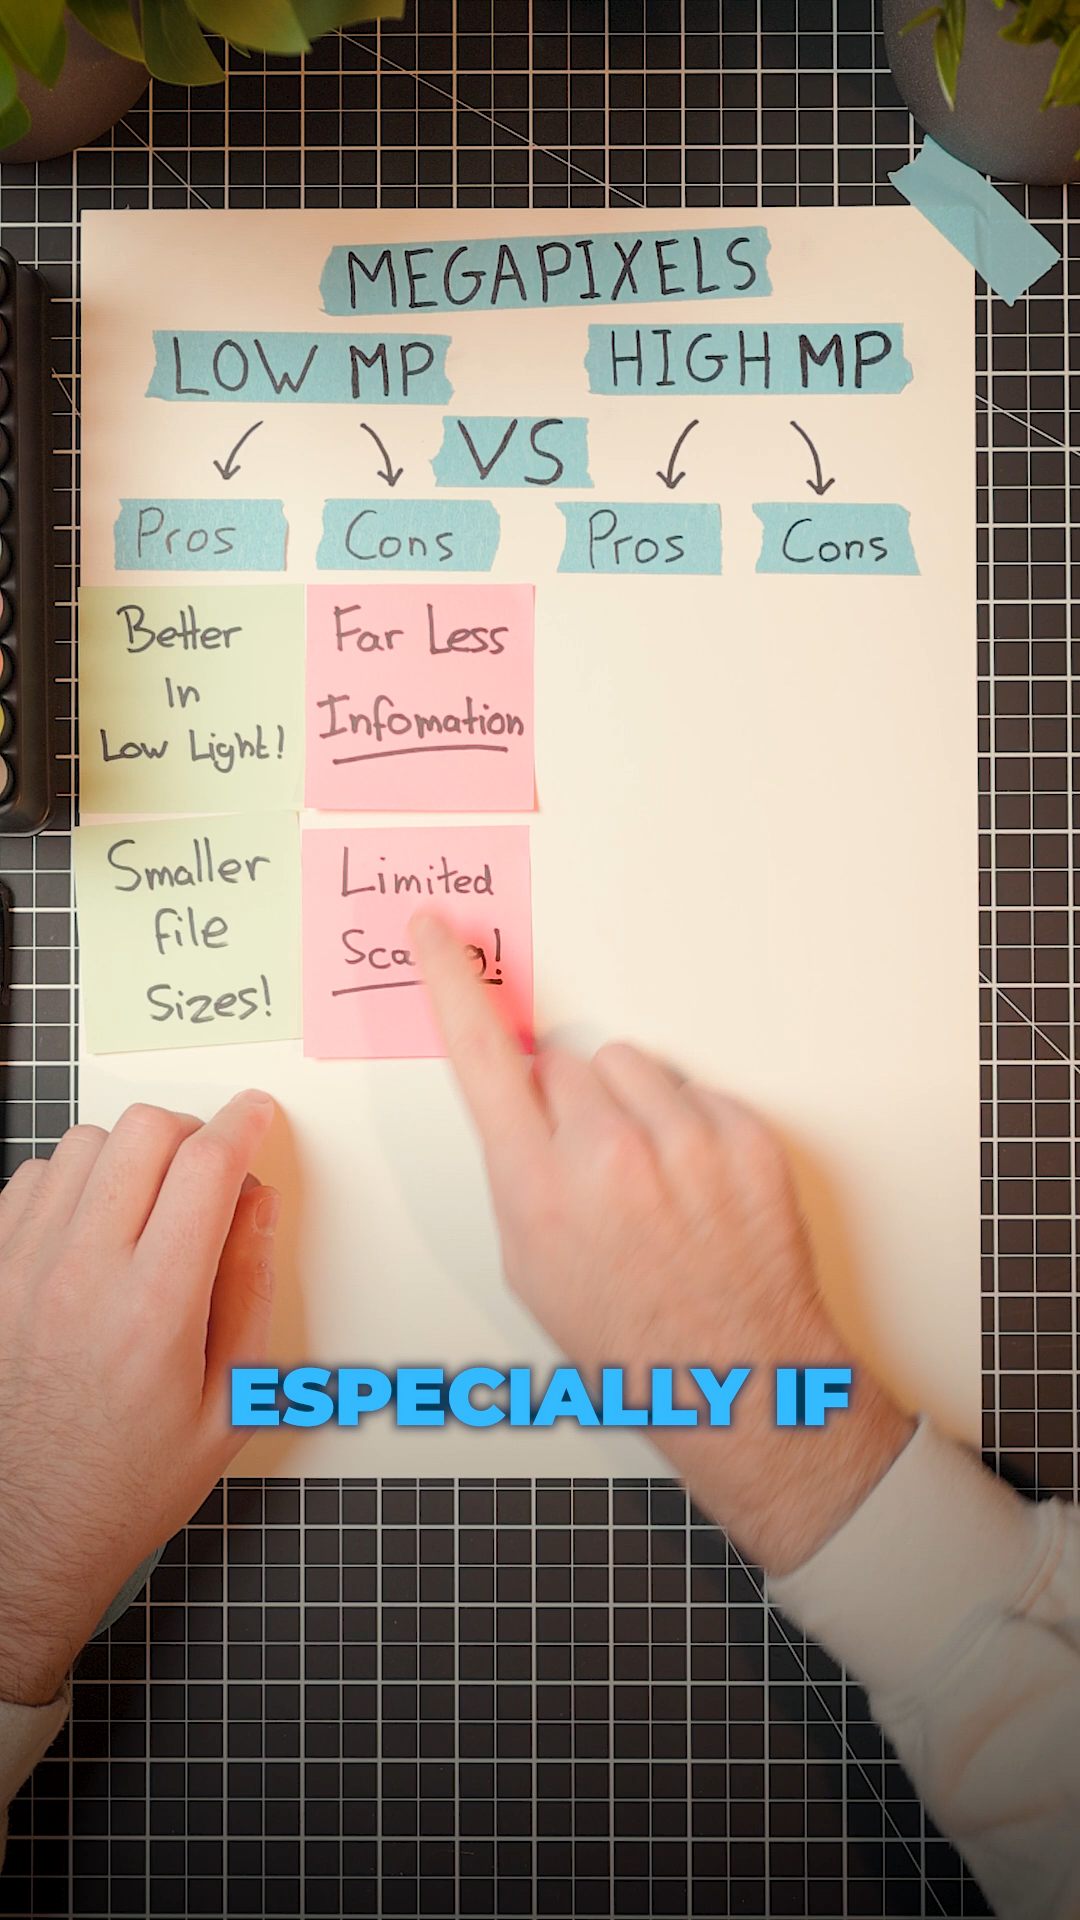 MEGAPIXELS
LOW MP
HIGH MP
VS
Pros
Cons
Pros
Cons
Better
In
Low Light!
Far Less
Infomation
Smaller
file
Sizes!
Limited
ESPECIALLY IF